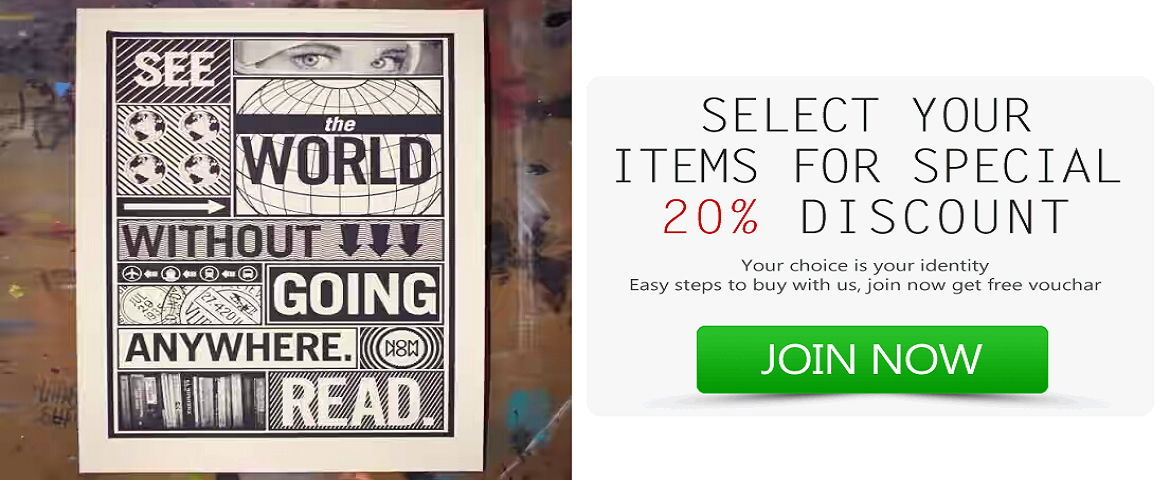 SEE
the
WORLD
WITHOUT
GOING
ANYWHERE.
READ.
SELECT YOUR
ITEMS FOR SPECIAL
20% DISCOUNT
Your choice is your identity
Easy steps to buy with us, join now get free vouchar
JOIN NOW